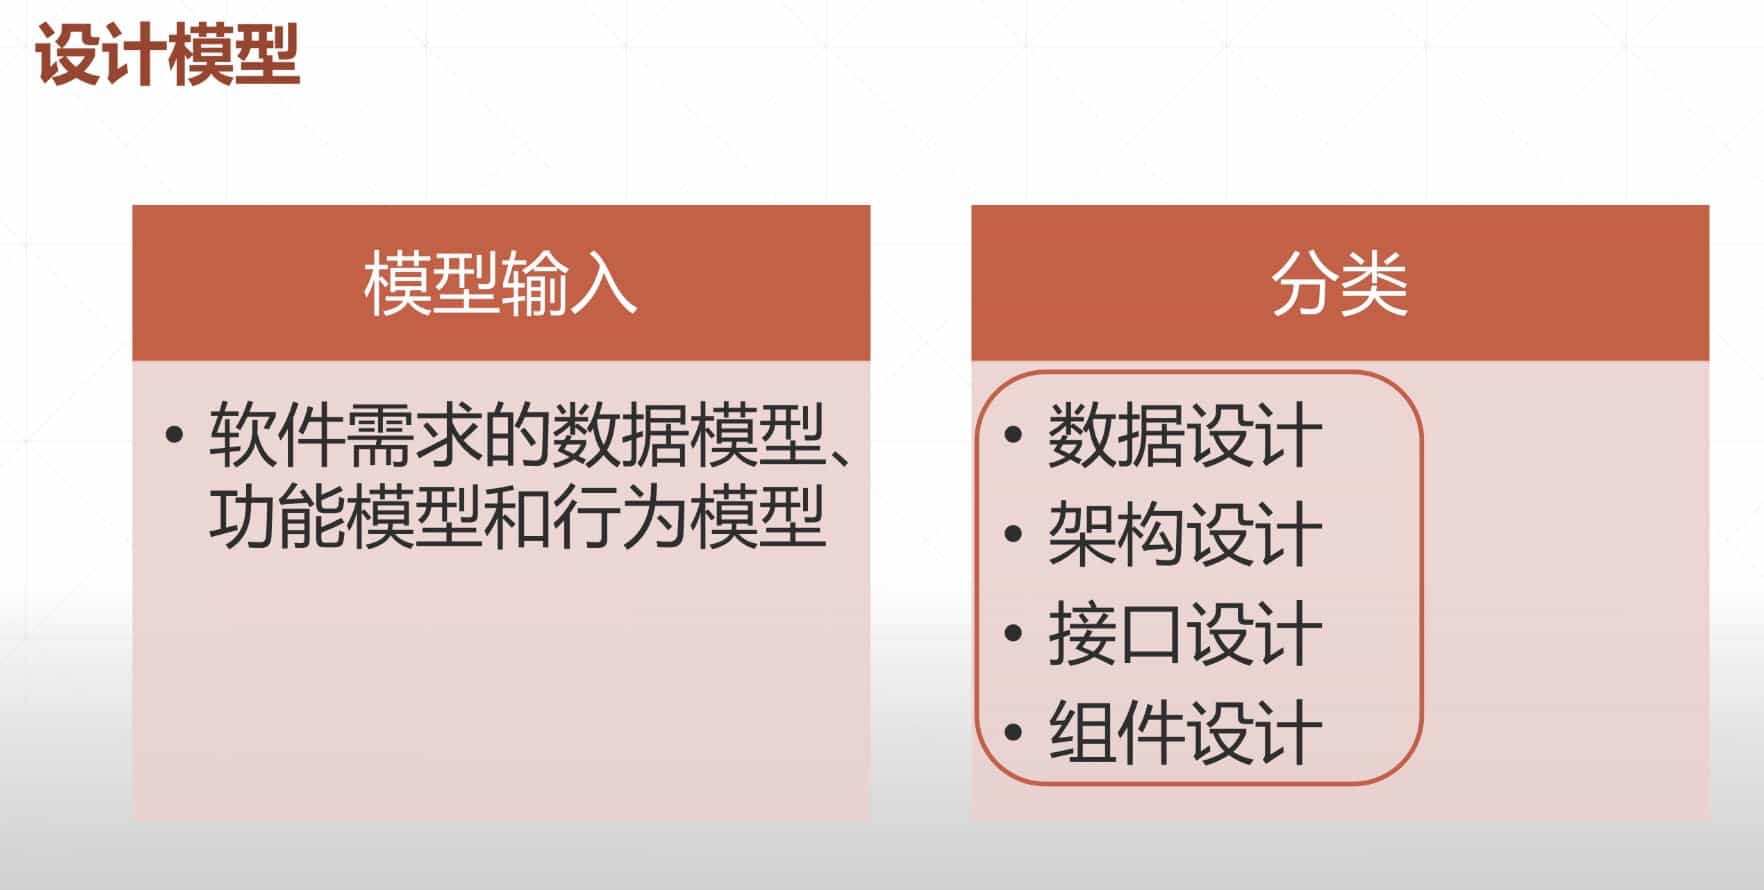 设计模型
模型输入
• 软件需求的数据模型、
功能模型和行为模型
分类
• 数据设计
• 架构设计
• 接口设计
• 组件设计